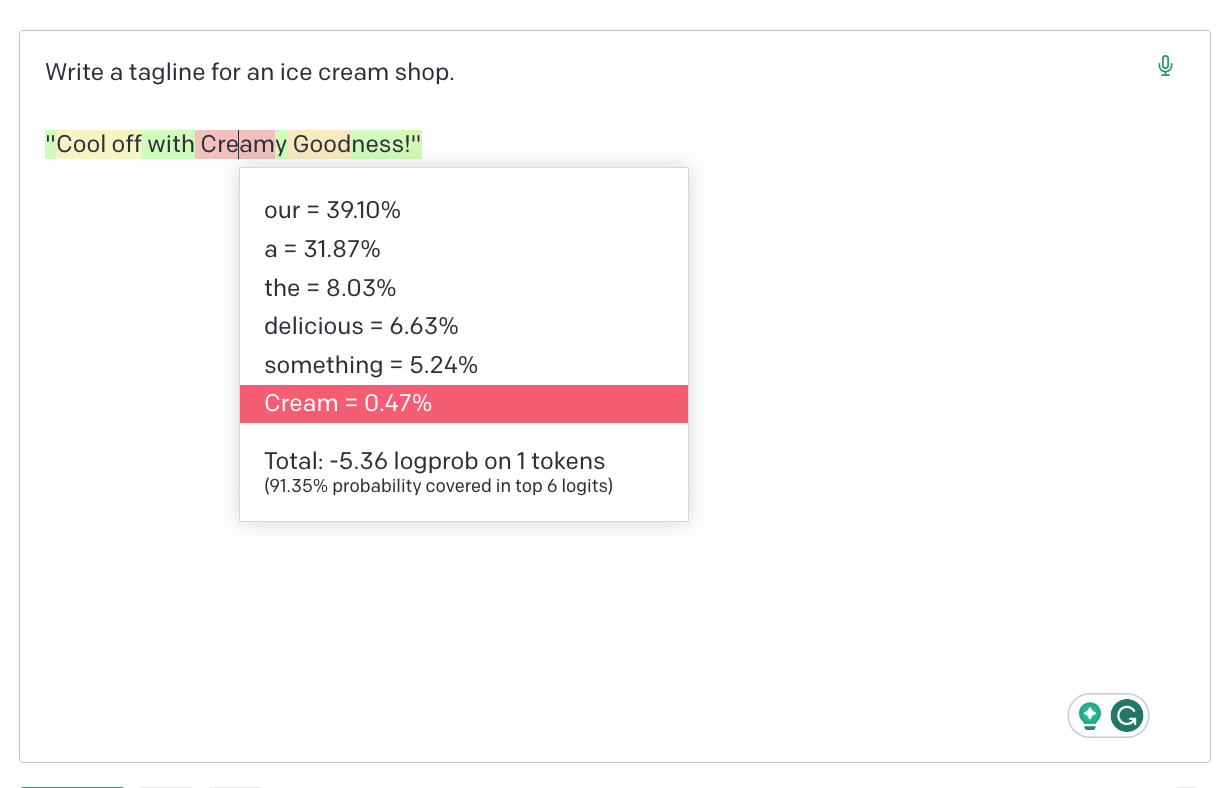 Write a tagline for an ice cream shop.
"Cool off with Creamy Goodness!"
our = 39.10%
a = 31.87%
the = 8.03%
delicious = 6.63%
something = 5.24%
Cream = 0.47%
Total: -5.36 logprob on 1 tokens
(91.35% probability covered in top 6 logits)